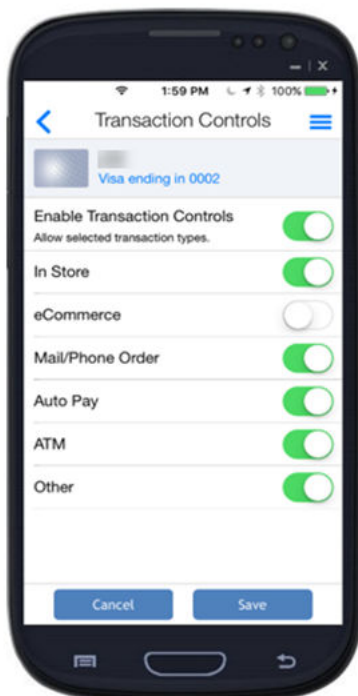 1:59 PM 100%
Transaction Controls
Visa ending in 0002
Enable Transaction Controls
Allow selected transaction types.
In Store
eCommerce
Mail/Phone Order
Auto Pay
ATM
Other
Cancel Save